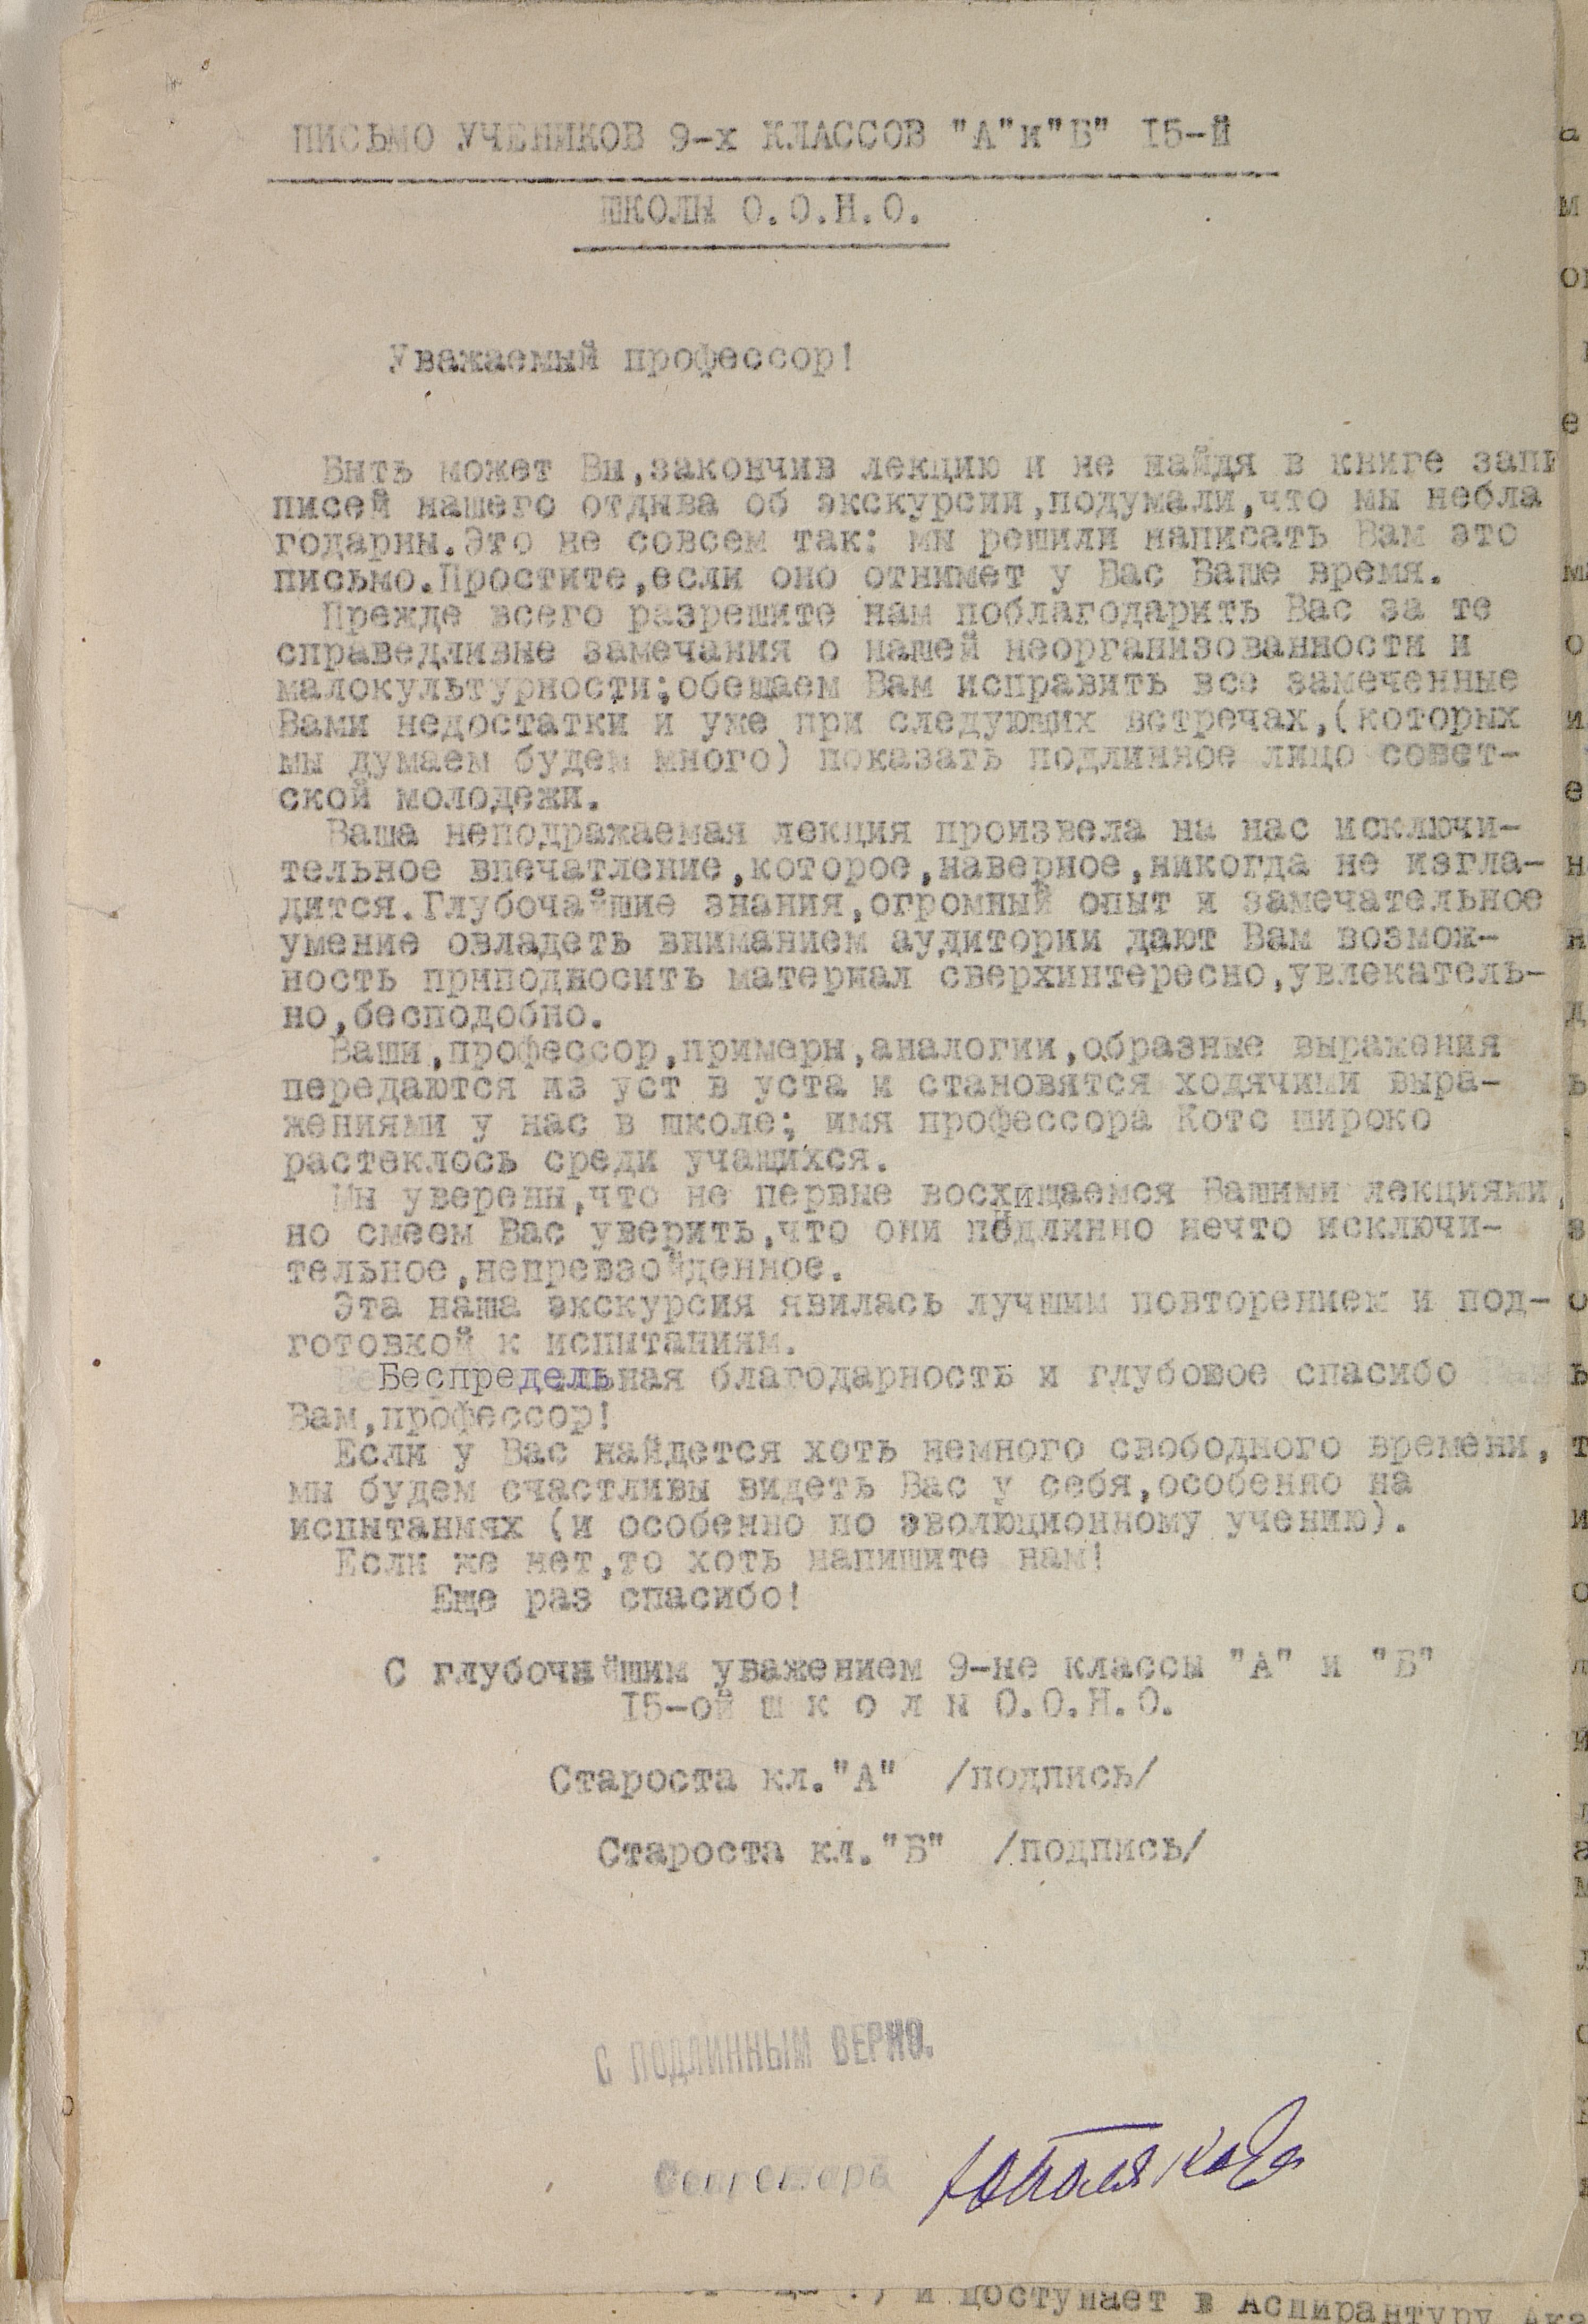 ПИСЬМО УЧЕНИКОВ 9-х КЛАССОВ "А"и"Б" I5-Й
ШКОЛЫ О.О.Н.О.
Уважаемый профессор!
Быть может Вы,закончив лекцию и не найдя в книге запи
писей нашего отдыва об экскурсии,подумали,что мы небла
годарны.Это не совсем так: мы решили написать Вам это
письмо.Простите,если оно отнимет у Вас Ваше время.
Прежде всего разрешите нам поблагодарить Вас за те
справедливые замечания о нашей неорганизованности и
малокультурности;обещаем Вам исправить все замеченные
Вами недостатки и уже при следующих встречах,(которых
мы думаем будем много) показать подлинное лицо совет-
ской молодежи.
Ваша неподражаемая лекция произвела на нас исключи-
тельное впечатление,которое,наверное,никогда не изгла-
дится.Глубочайшие знания,огромный опыт и замечательное
умение овладеть вниманием аудитории дают Вам возмож-
ность приподносить материал сверхинтересно,увлекатель-
но,бесподобно.
Ваши,профессор,примеры,аналогии,образные выражения
передаются из уст в уста и становятся ходячими выра-
жениями у нас в школе; имя профессора Котс широко
растеклось среди учащихся.
Мы уверены,что не первые восхищаемся Вашими лекциями,
но смеем Вас уверить,что они подлинно нечто исключи-
тельное,непревзойденное.
Эта наша экскурсия явилась лучшим повторением и под-
готовкой к испытаниям.
Беспредельная благодарность и глубокое спасибо
Вам,профессор!
Если у Вас найдется хоть немного свободного времени,
мы будем счастливы видеть Вас у себя,особенно на
испытаниях (и особенно по эволюционному учению).
Если же нет,то хоть напишите нам!
Еще раз спасибо!
С глубочайшим уважением 9-ые классы "А" и "Б"
I5-ой ш к о л ы О.О.Н.О.
Староста кл."А" /подпись/
Староста кл."Б" /подпись/
С ПОДЛИННЫМ ВЕРНО.
Секретарь
и поступает в Аспирантуру